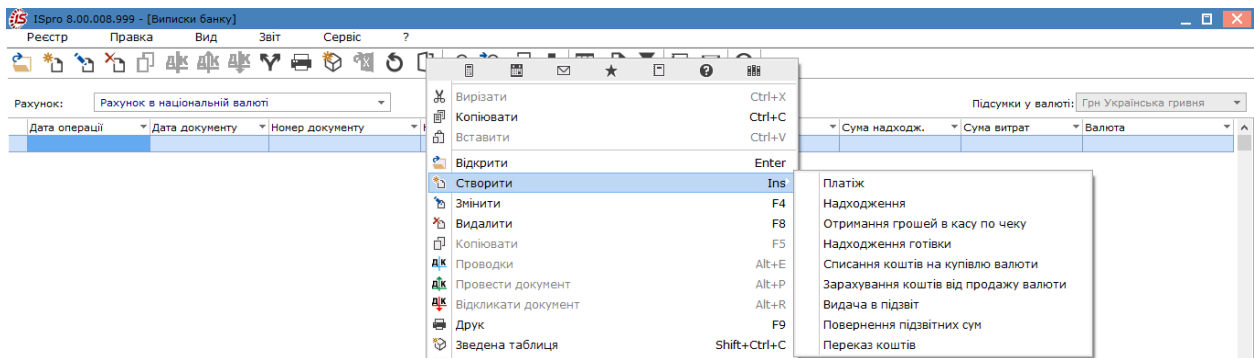 ISpro 8.00.008.999 - [Виписки банку]
Реєстр Правка Вид Звіт Сервіс ?
Рахунок: Рахунок в національній валюті Підсумки у валюті: Грн Українська гривня
Дата операції Дата документу Номер документу Сума надходж. Сума витрат Валюта
Вирізати Ctrl+X
Копіювати Ctrl+C
Вставити Ctrl+V
Відкрити Enter
Створити Ins
Змінити F4
Видалити F8
Копіювати F5
Проводки Alt+E
Провести документ Alt+P
Відкликати документ Alt+R
Друк F9
Зведена таблиця Shift+Ctrl+C
Платіж
Надходження
Отримання грошей в касу по чеку
Надходження готівки
Списання коштів на купівлю валюти
Зарахування коштів від продажу валюти
Видача в підзвіт
Повернення підзвітних сум
Переказ коштів